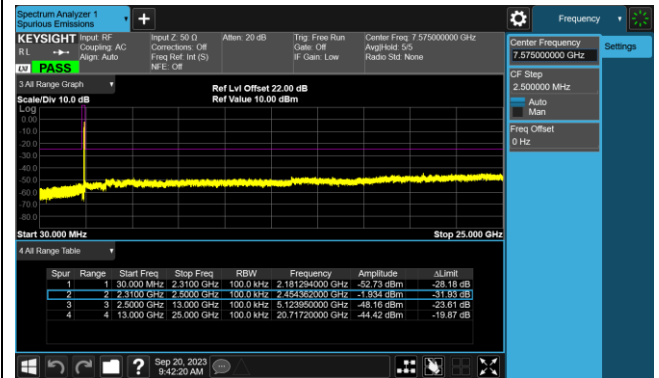 Spectrum Analyzer 1
Spurious Emissions
Frequency
KEYSIGHT Input: RF Input Z: 50 Ω Atten: 20 dB Trig: Free Run Center Freq: 7.575000000 GHz
RL Coupling: AC Corrections: Off Gate: Off Avg|Hold: 5/5
Align: Auto Freq Ref: Int (S) IF Gain: Low Radio Std: None
NFE: Off
LXI PASS
Center Frequency
7.575000000 GHz
Settings
CF Step
2.500000 MHz
Auto
Man
Freq Offset
0 Hz
3 All Range Graph
Ref Lvl Offset 22.00 dB
Scale/Div 10.0 dB Ref Value 10.00 dBm
Log
0.00
-10.0
-20.0
-30.0
-40.0
-50.0
-60.0
-70.0
-80.0
Start 30.000 MHz Stop 25.000 GHz
4 All Range Table
Spur Range Start Freq Stop Freq RBW Frequency Amplitude ΔLimit
1 1 30.000 MHz 2.3100 GHz 100.0 kHz 2.181294000 GHz -52.73 dBm -28.18 dB
2 2 2.3100 GHz 2.5000 GHz 100.0 kHz 2.454362000 GHz -1.934 dBm -31.93 dB
3 3 2.5000 GHz 13.000 GHz 100.0 kHz 5.123950000 GHz -48.16 dBm -23.61 dB
4 4 13.000 GHz 25.000 GHz 100.0 kHz 20.71720000 GHz -44.42 dBm -19.87 dB
? Sep 20, 2023
9:42:20 AM